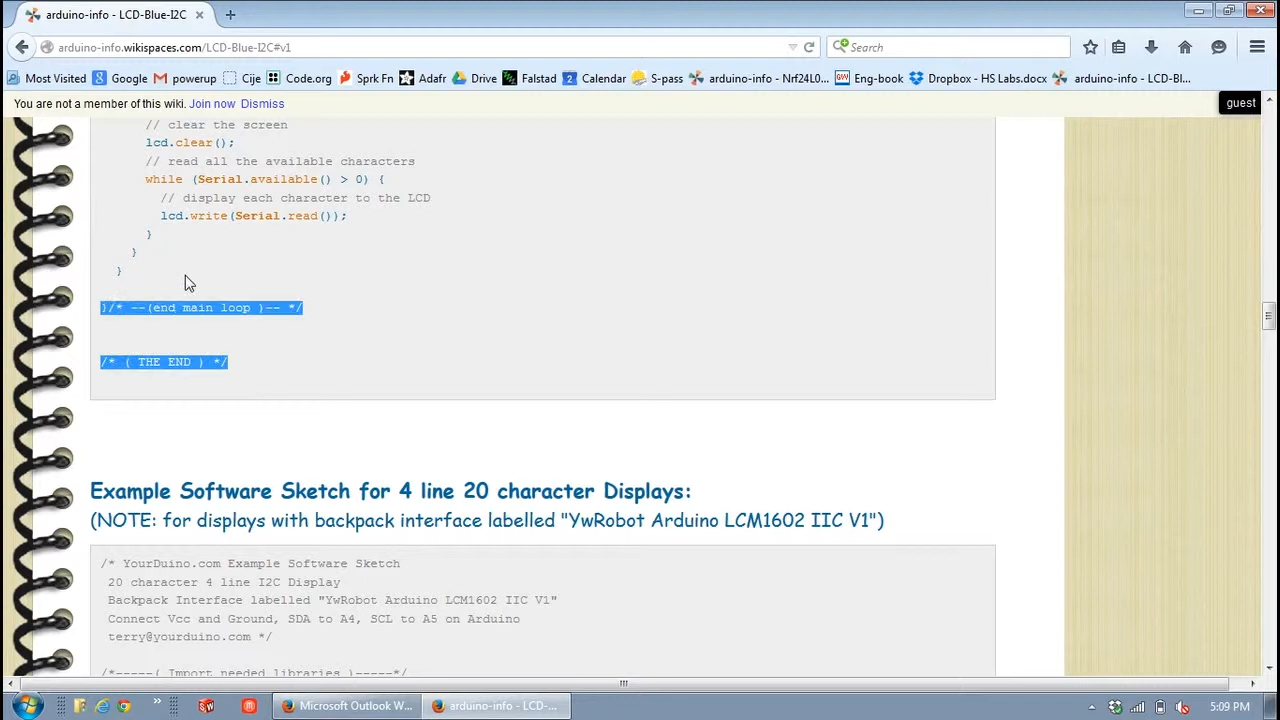 arduino-info - LCD-Blue-I2C
arduino-info.wikispaces.com/LCD-Blue-I2C#v1
Search
Most Visited Google powerup Cije Code.org Sprk Fn Adafr Drive Falstad Calendar S-pass arduino-info - Nrf24L0... Eng-book Dropbox - HS Labs.docx arduino-info - LCD-Bl...
You are not a member of this wiki. Join now Dismiss
guest
// clear the screen
lcd.clear();
// read all the available characters
while (Serial.available() > 0) {
// display each character to the LCD
lcd.write(Serial.read());
}
}
}
}/* --(end main loop )-- */
/* ( THE END ) */
Example Software Sketch for 4 line 20 character Displays:
(NOTE: for displays with backpack interface labelled "YwRobot Arduino LCM1602 IIC V1")
/* YourDuino.com Example Software Sketch
20 character 4 line I2C Display
Backpack Interface labelled "YwRobot Arduino LCM1602 IIC V1"
Connect Vcc and Ground, SDA to A4, SCL to A5 on Arduino
terry@yourduino.com */
/*-----( Import needed libraries )-----*/
Microsoft Outlook W... arduino-info - LCD-... 5:09 PM